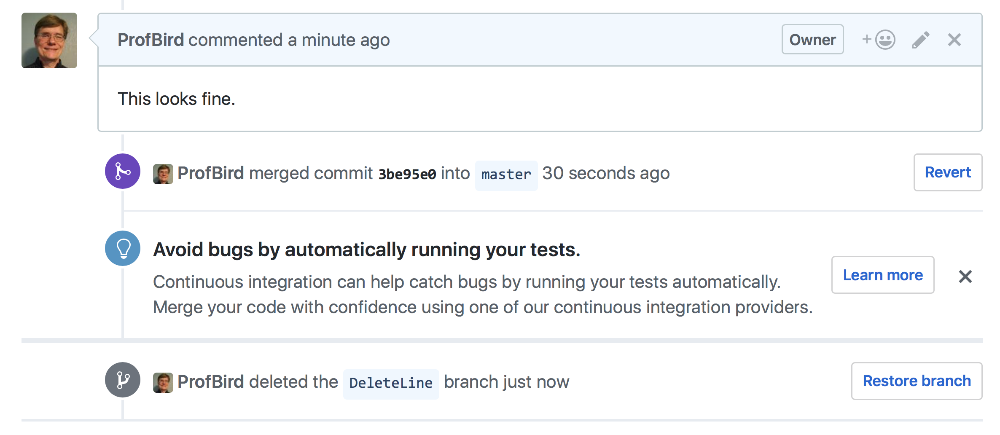 ProfBird commented a minute ago Owner
This looks fine.
ProfBird merged commit 3be95e0 into master 30 seconds ago Revert
Avoid bugs by automatically running your tests.
Continuous integration can help catch bugs by running your tests automatically.
Learn more
Merge your code with confidence using one of our continuous integration providers.
ProfBird deleted the DeleteLine branch just now Restore branch